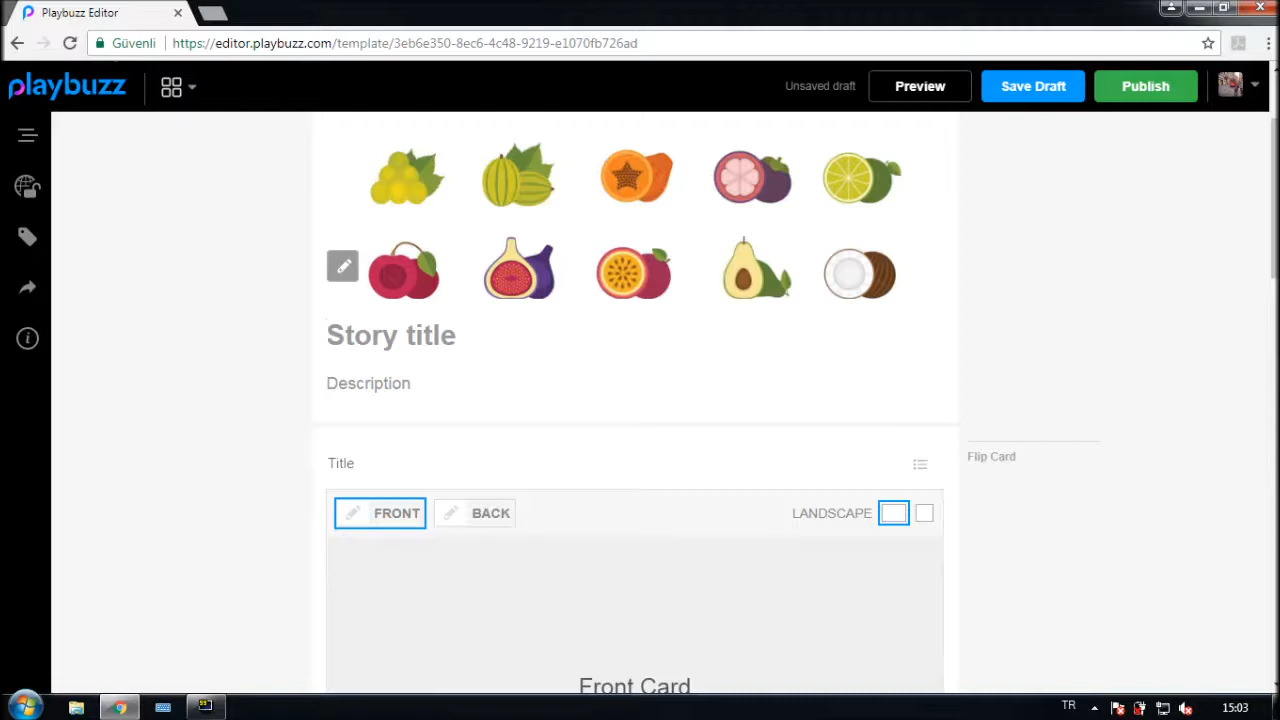 Playbuzz Editor
Güvenli
https://editor.playbuzz.com/template/3eb6e350-8ec6-4c48-9219-e1070fb726ad
playbuzz
Unsaved draft
Preview
Save Draft
Publish
Story title
Description
Title
Flip Card
FRONT
BACK
LANDSCAPE
Front Card
TR
15:03